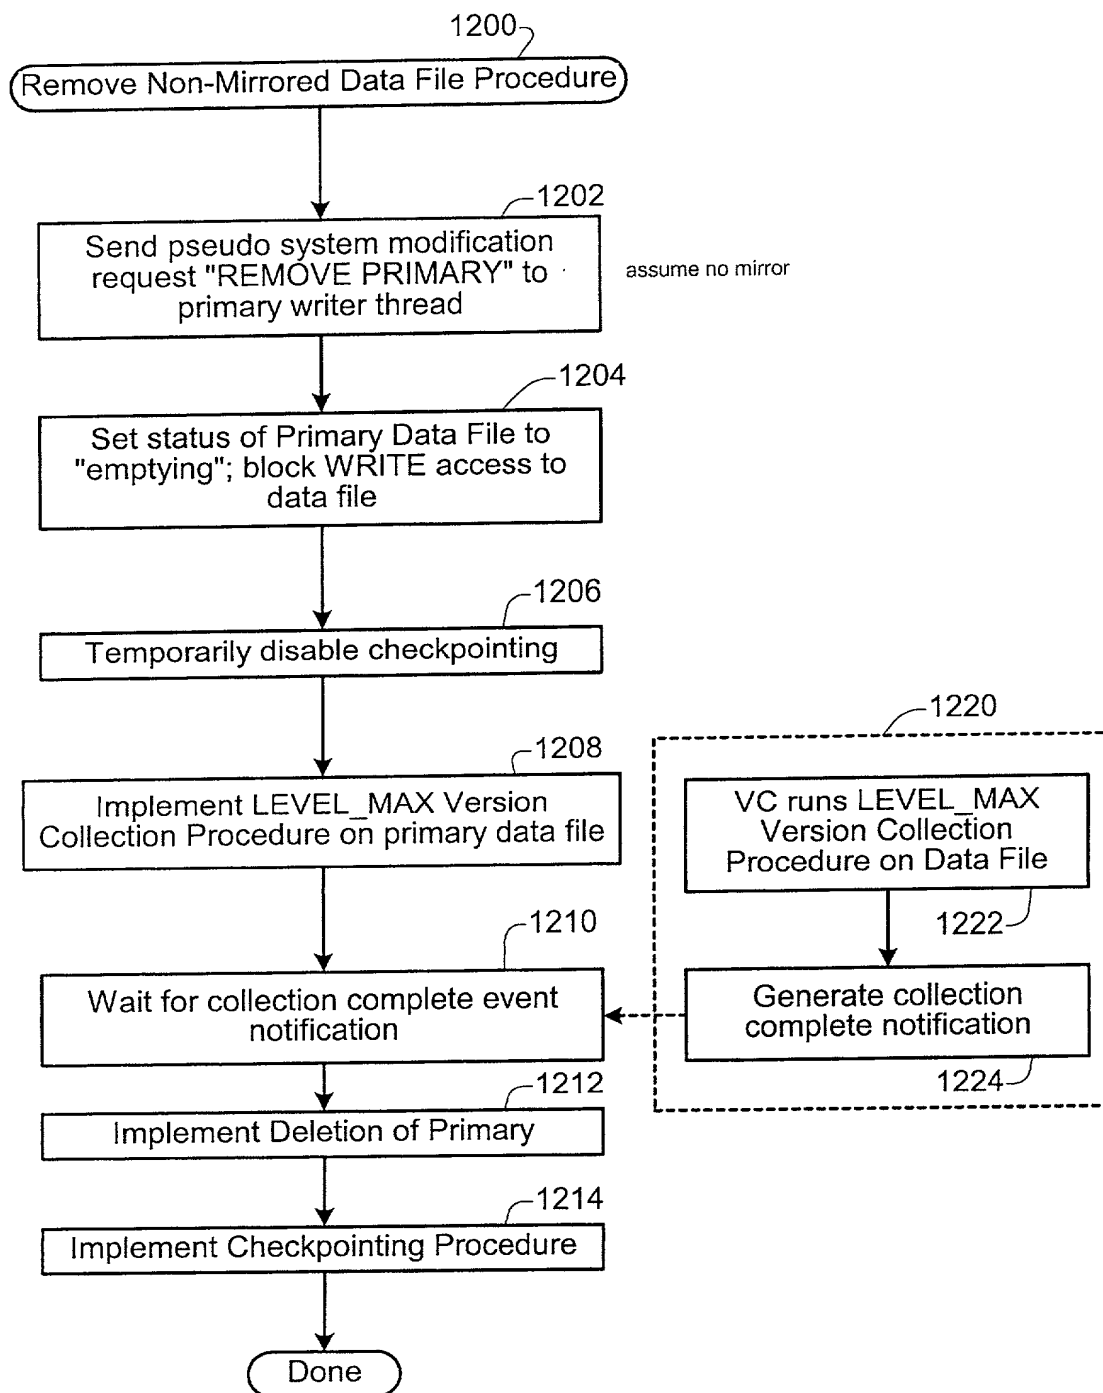 1200
Remove Non-Mirrored Data File Procedure
1202
Send pseudo system modification
request "REMOVE PRIMARY" to
primary writer thread
assume no mirror
1204
Set status of Primary Data File to
"emptying"; block WRITE access to
data file
1206
Temporarily disable checkpointing
1208
Implement LEVEL_MAX Version
Collection Procedure on primary data file
1210
Wait for collection complete event
notification
1212
Implement Deletion of Primary
1214
Implement Checkpointing Procedure
Done
1220
VC runs LEVEL_MAX
Version Collection
Procedure on Data File
1222
Generate collection
complete notification
1224